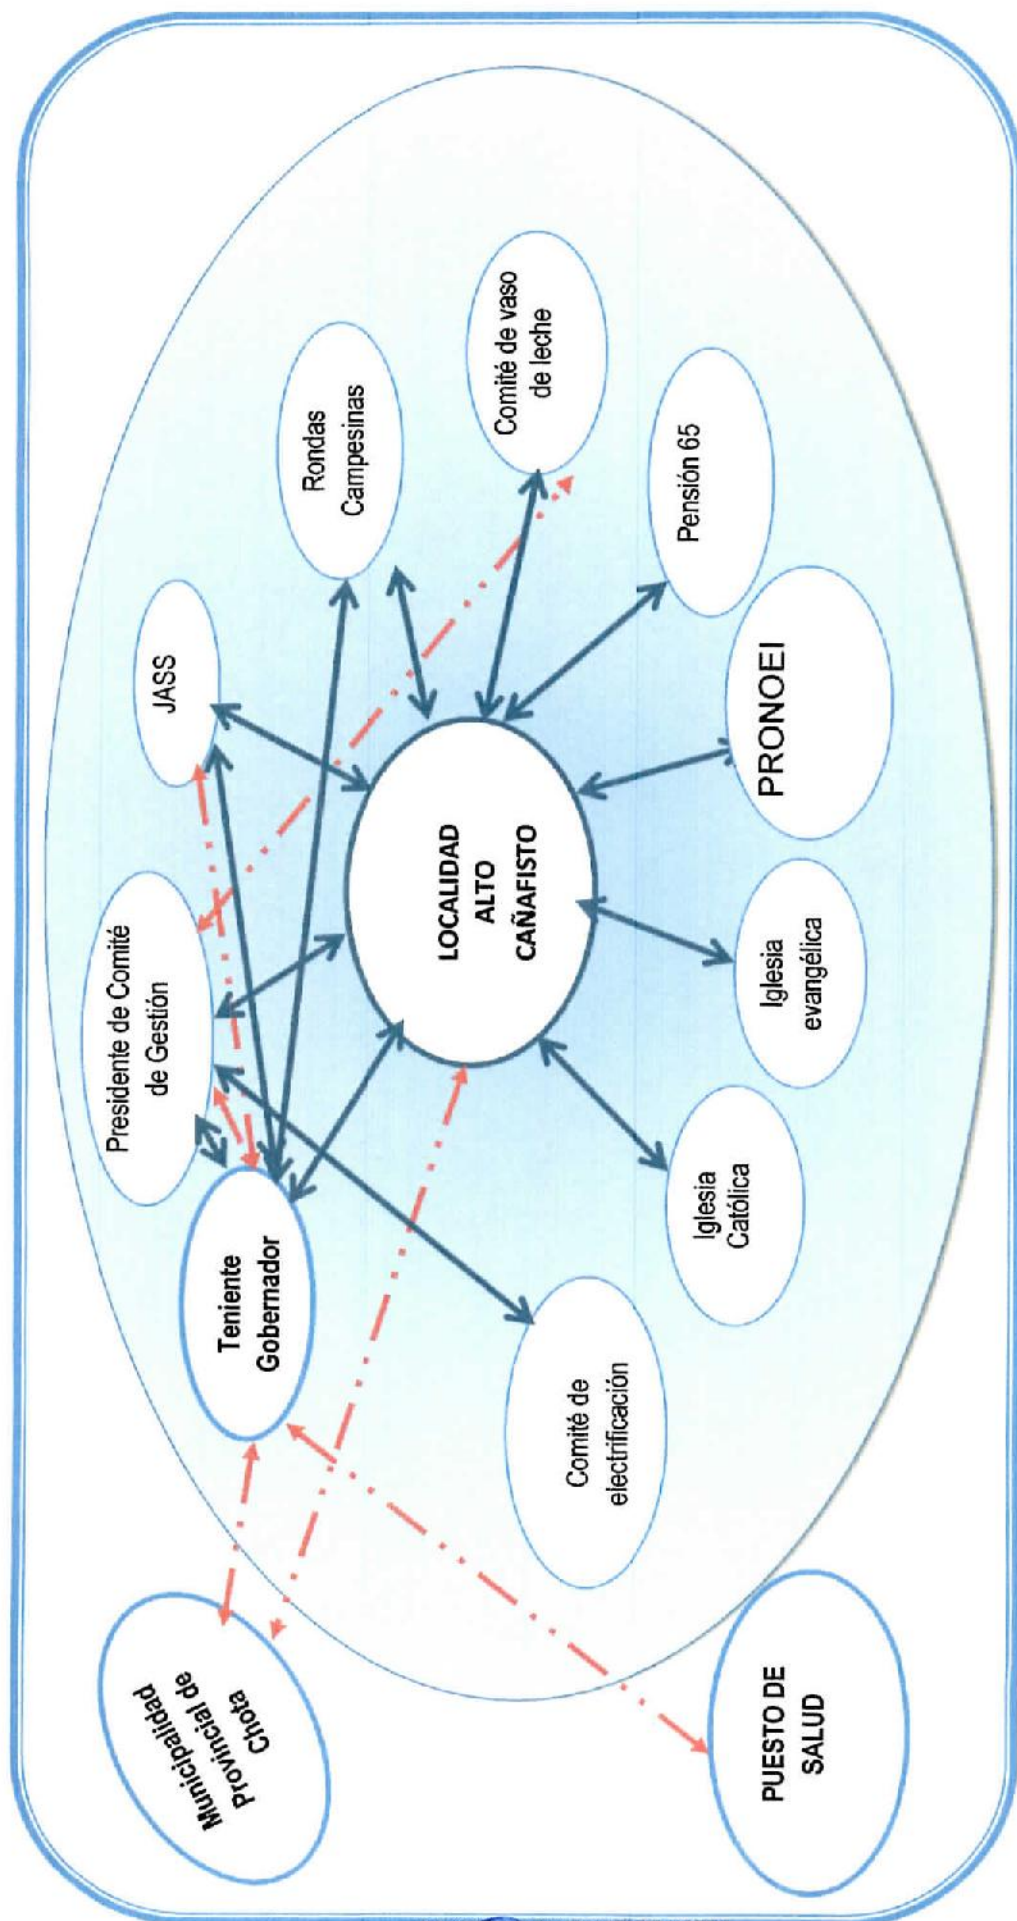 Municipalidad
Provincial de
Chota
Teniente
Gobernador
Presidente de Comité
de Gestión
JASS
Rondas
Campesinas
Comité de vaso
de leche
LOCALIDAD
ALTO
CAÑAFISTO
Pensión 65
PRONOEI
Iglesia
evangélica
Iglesia
Católica
Comité de
electrificación
PUESTO DE
SALUD